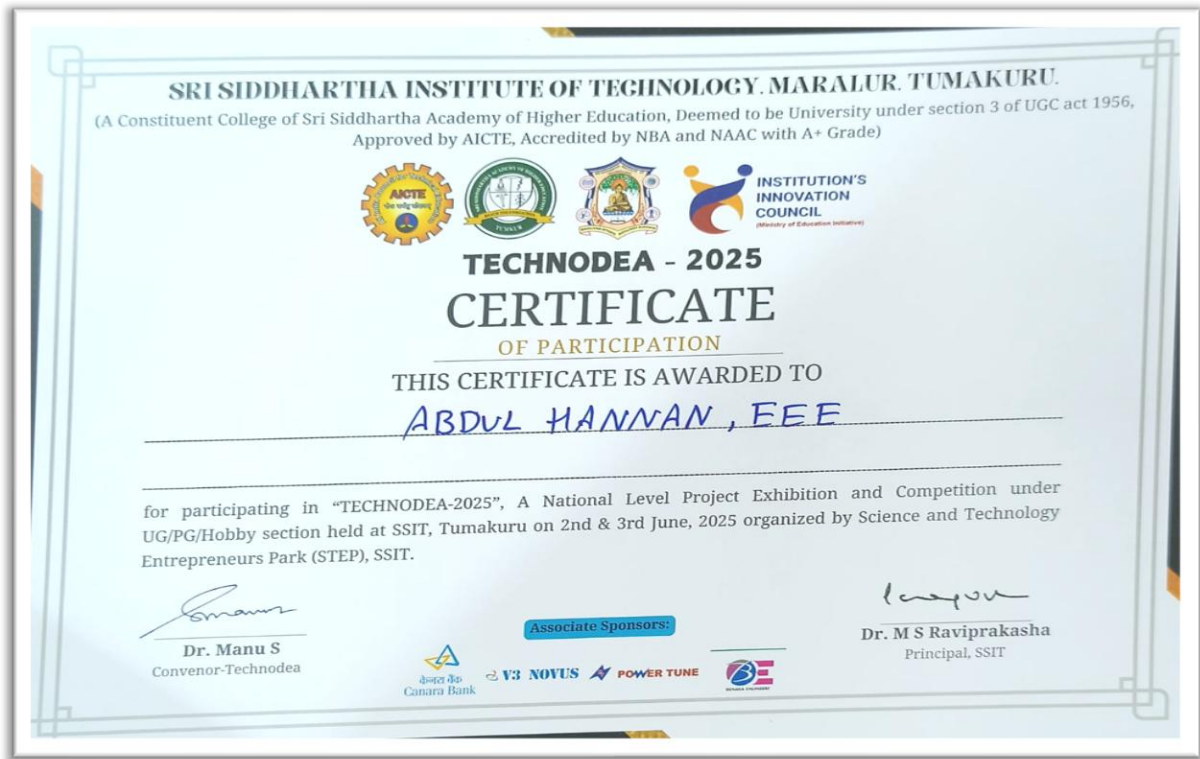 SRI SIDDHARTHA INSTITUTE OF TECHNOLOGY. MARALUR. TUMAKURU.
(A Constituent College of Sri Siddhartha Academy of Higher Education, Deemed to be University under section 3 of UGC act 1956,
Approved by AICTE, Accredited by NBA and NAAC with A+ Grade)
AICTE
TUMKUR
INSTITUTION'S
INNOVATION
COUNCIL
(Ministry of Education Initiative)
TECHNODEA - 2025
CERTIFICATE
OF PARTICIPATION
THIS CERTIFICATE IS AWARDED TO
ABDUL HANNAN, EEE
for participating in "TECHNODEA-2025", A National Level Project Exhibition and Competition under
UG/PG/Hobby section held at SSIT, Tumakuru on 2nd & 3rd June, 2025 organized by Science and Technology
Entrepreneurs Park (STEP), SSIT.
Dr. Manu S
Convenor-Technodea
Associate Sponsors:
केनरा बैंक
Canara Bank
V3 NOVUS
POWER TUNE
BE
Dr. M S Raviprakasha
Principal, SSIT